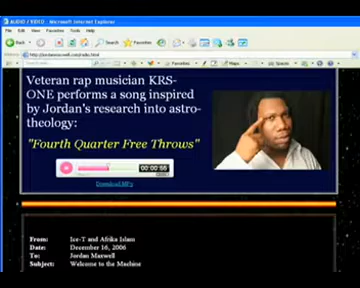 AUDIO / VIDEO - Microsoft Internet Explorer
File Edit View Favorites Tools Help
Back Search Favorites
Veteran rap musician KRS-
ONE performs a song inspired
by Jordan's research into astro-
theology:
"Fourth Quarter Free Throws"
00:00:56
Download MP3
From: Ice-T and Afrika Islam
Date: December 16, 2006
To: Jordan Maxwell
Subject: Welcome to the Machine